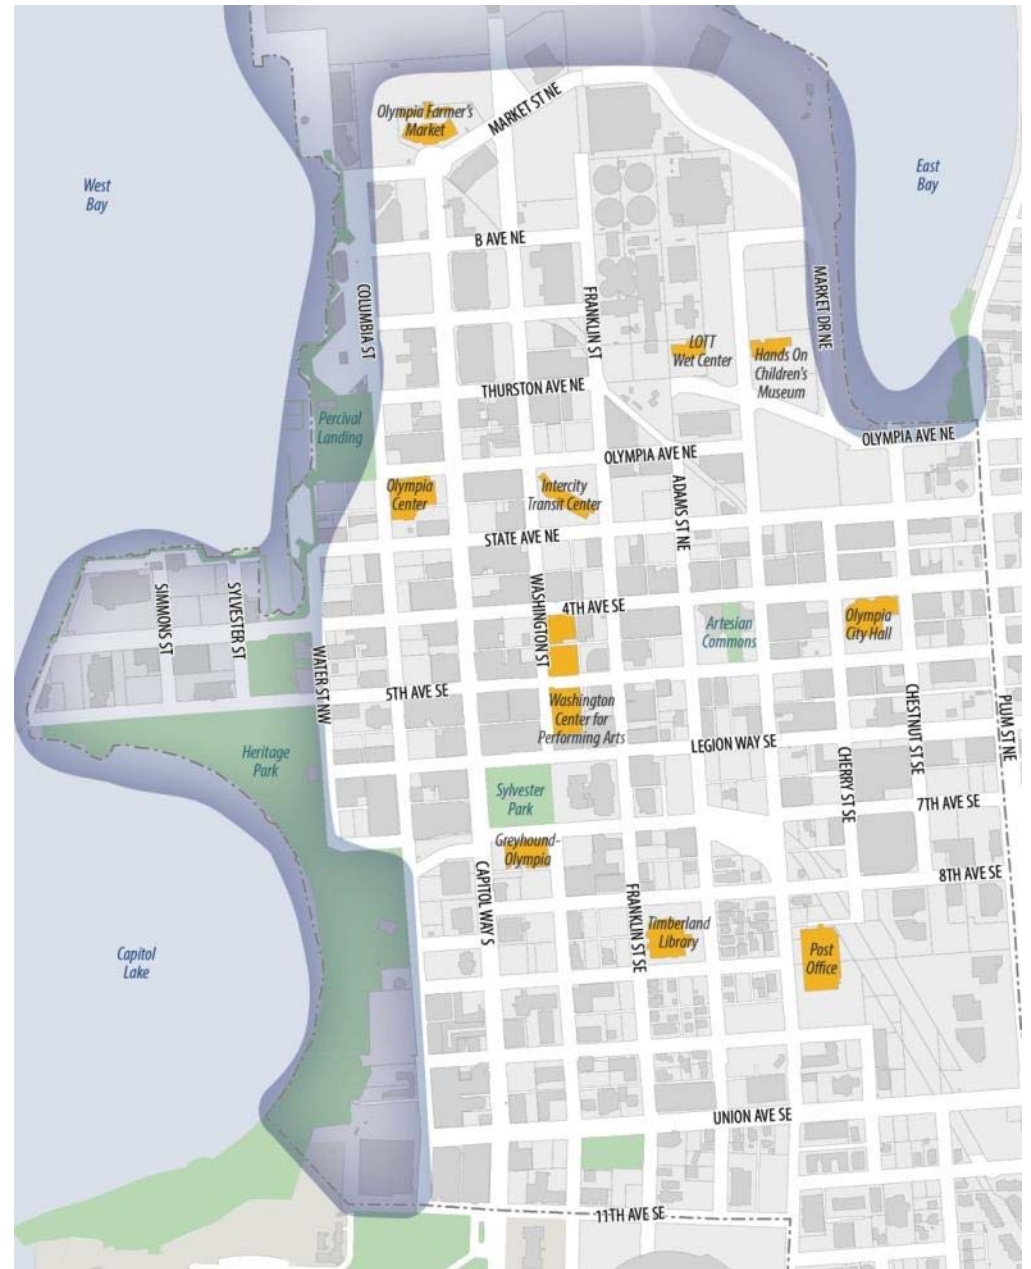 Olympia Farmer's
Market
MARKET ST NE
West
Bay
East
Bay
B AVE NE
COLUMBIA ST
FRANKLIN ST
MARKET DR NE
LOTT
Wet Center
Hands On
Children's
Museum
THURSTON AVE NE
Percival
Landing
OLYMPIA AVE NE
OLYMPIA AVE NE
Olympia
Center
Intercity
Transit Center
ADAMS ST NE
STATE AVE NE
SIMMONS ST
SYLVESTER ST
WASHINGTON ST
4TH AVE SE
Artesian
Commons
Olympia
City Hall
WATER ST NW
5TH AVE SE
Washington
Center for
Performing Arts
LEGION WAY SE
CHESTNUT ST SE
PLUM ST NE
Heritage
Park
CHERRY ST SE
Sylvester
Park
7TH AVE SE
Greyhound-
Olympia
CAPITOL WAY S
8TH AVE SE
FRANKLIN ST SE
Timberland
Library
Capitol
Lake
Post
Office
UNION AVE SE
11TH AVE SE